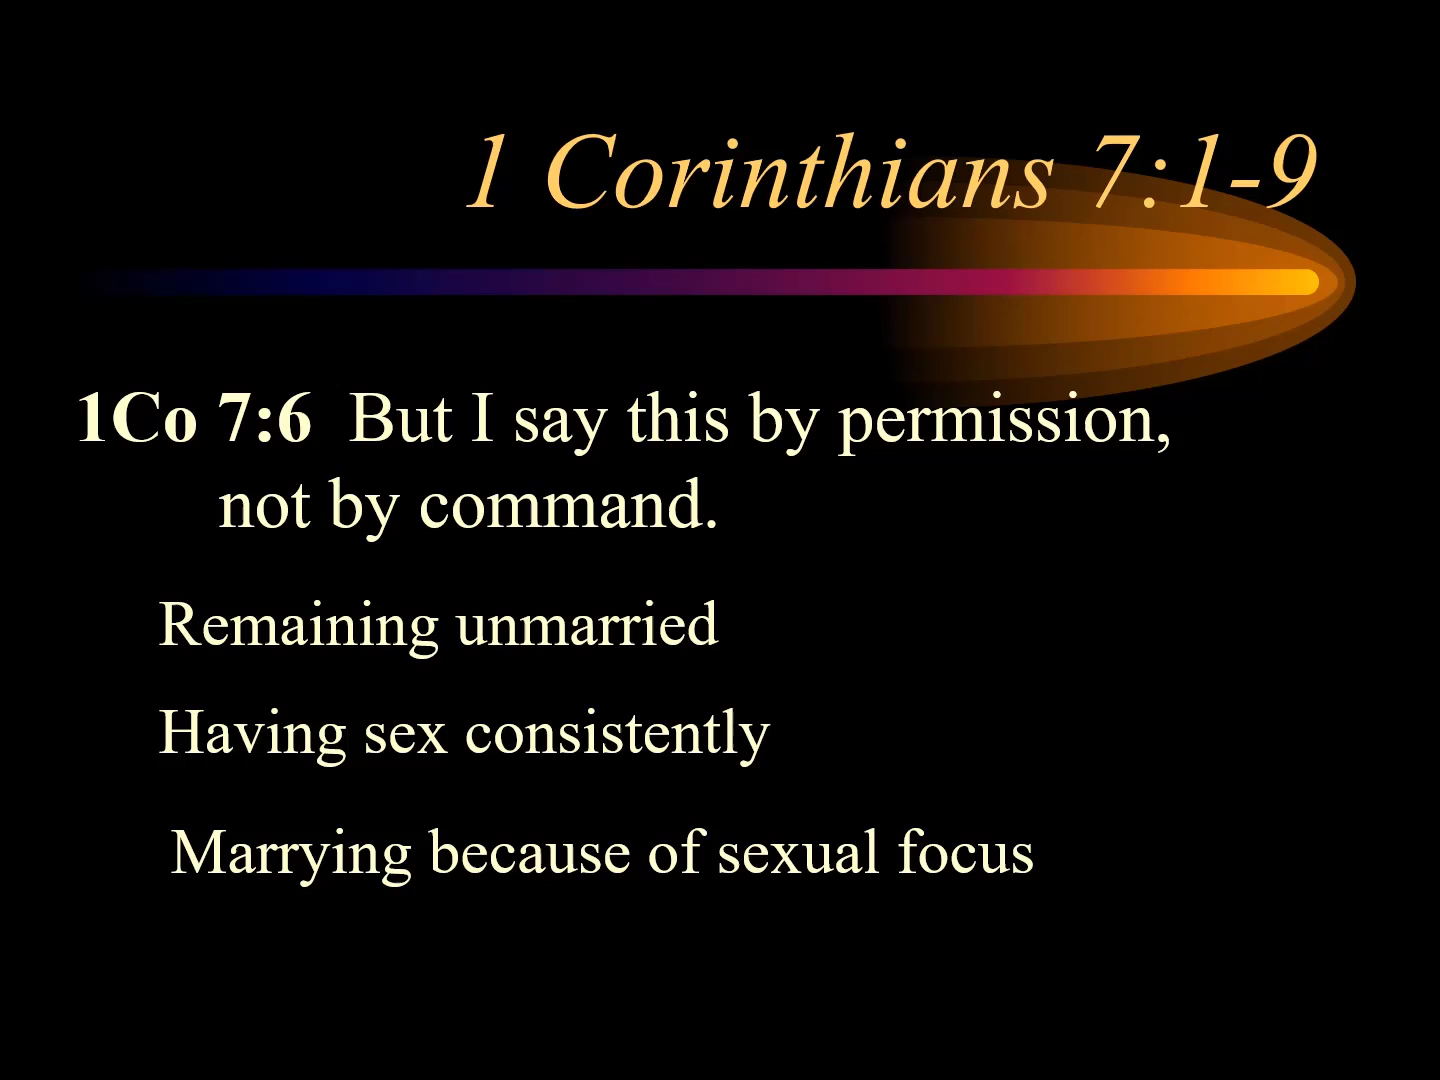 1 Corinthians 7:1-9
1Co 7:6 But I say this by permission,
not by command.
Remaining unmarried
Having sex consistently
Marrying because of sexual focus